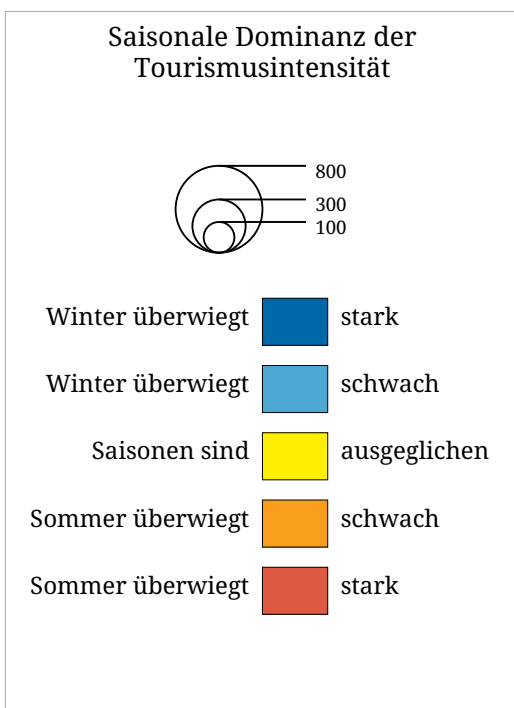 Saisonale Dominanz der
Tourismusintensität
800
300
100
Winter überwiegt stark
Winter überwiegt schwach
Saisonen sind ausgeglichen
Sommer überwiegt schwach
Sommer überwiegt stark